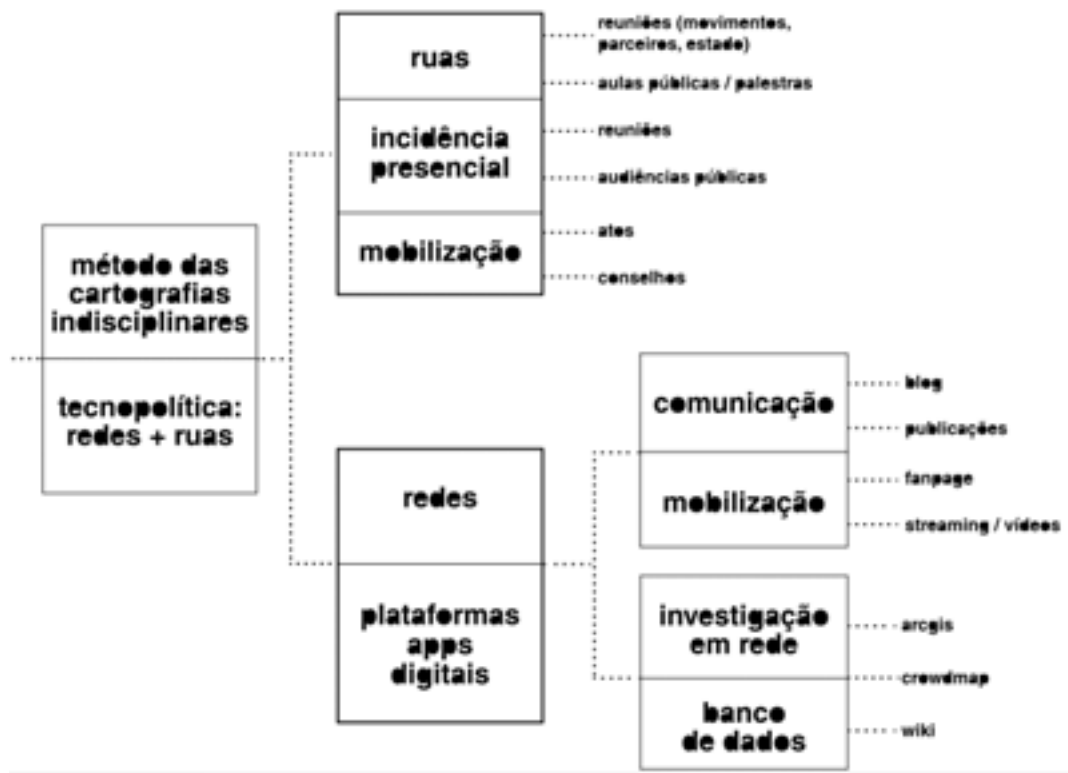 método das
cartografias
indisciplinares
tecnopolítica:
redes + ruas
ruas
incidência
presencial
mobilização
reuniões (movimentos,
parceiros, estado)
aulas públicas / palestras
reuniões
audiências públicas
atos
conselhos
redes
plataformas
apps
digitais
comunicação
mobilização
blog
publicações
fanpage
streaming / vídeos
investigação
em rede
banco
de dados
arcgis
crowdmap
wiki